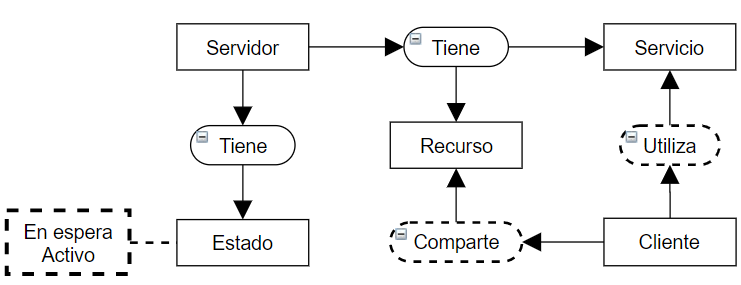 Servidor
Tiene
Servicio
Tiene
Recurso
Utiliza
En espera
Activo
Estado
Comparte
Cliente